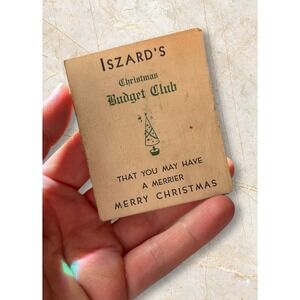 ISZARD'S
Christmas
Budget Club
THAT YOU MAY HAVE
A MERRIER
MERRY CHRISTMAS